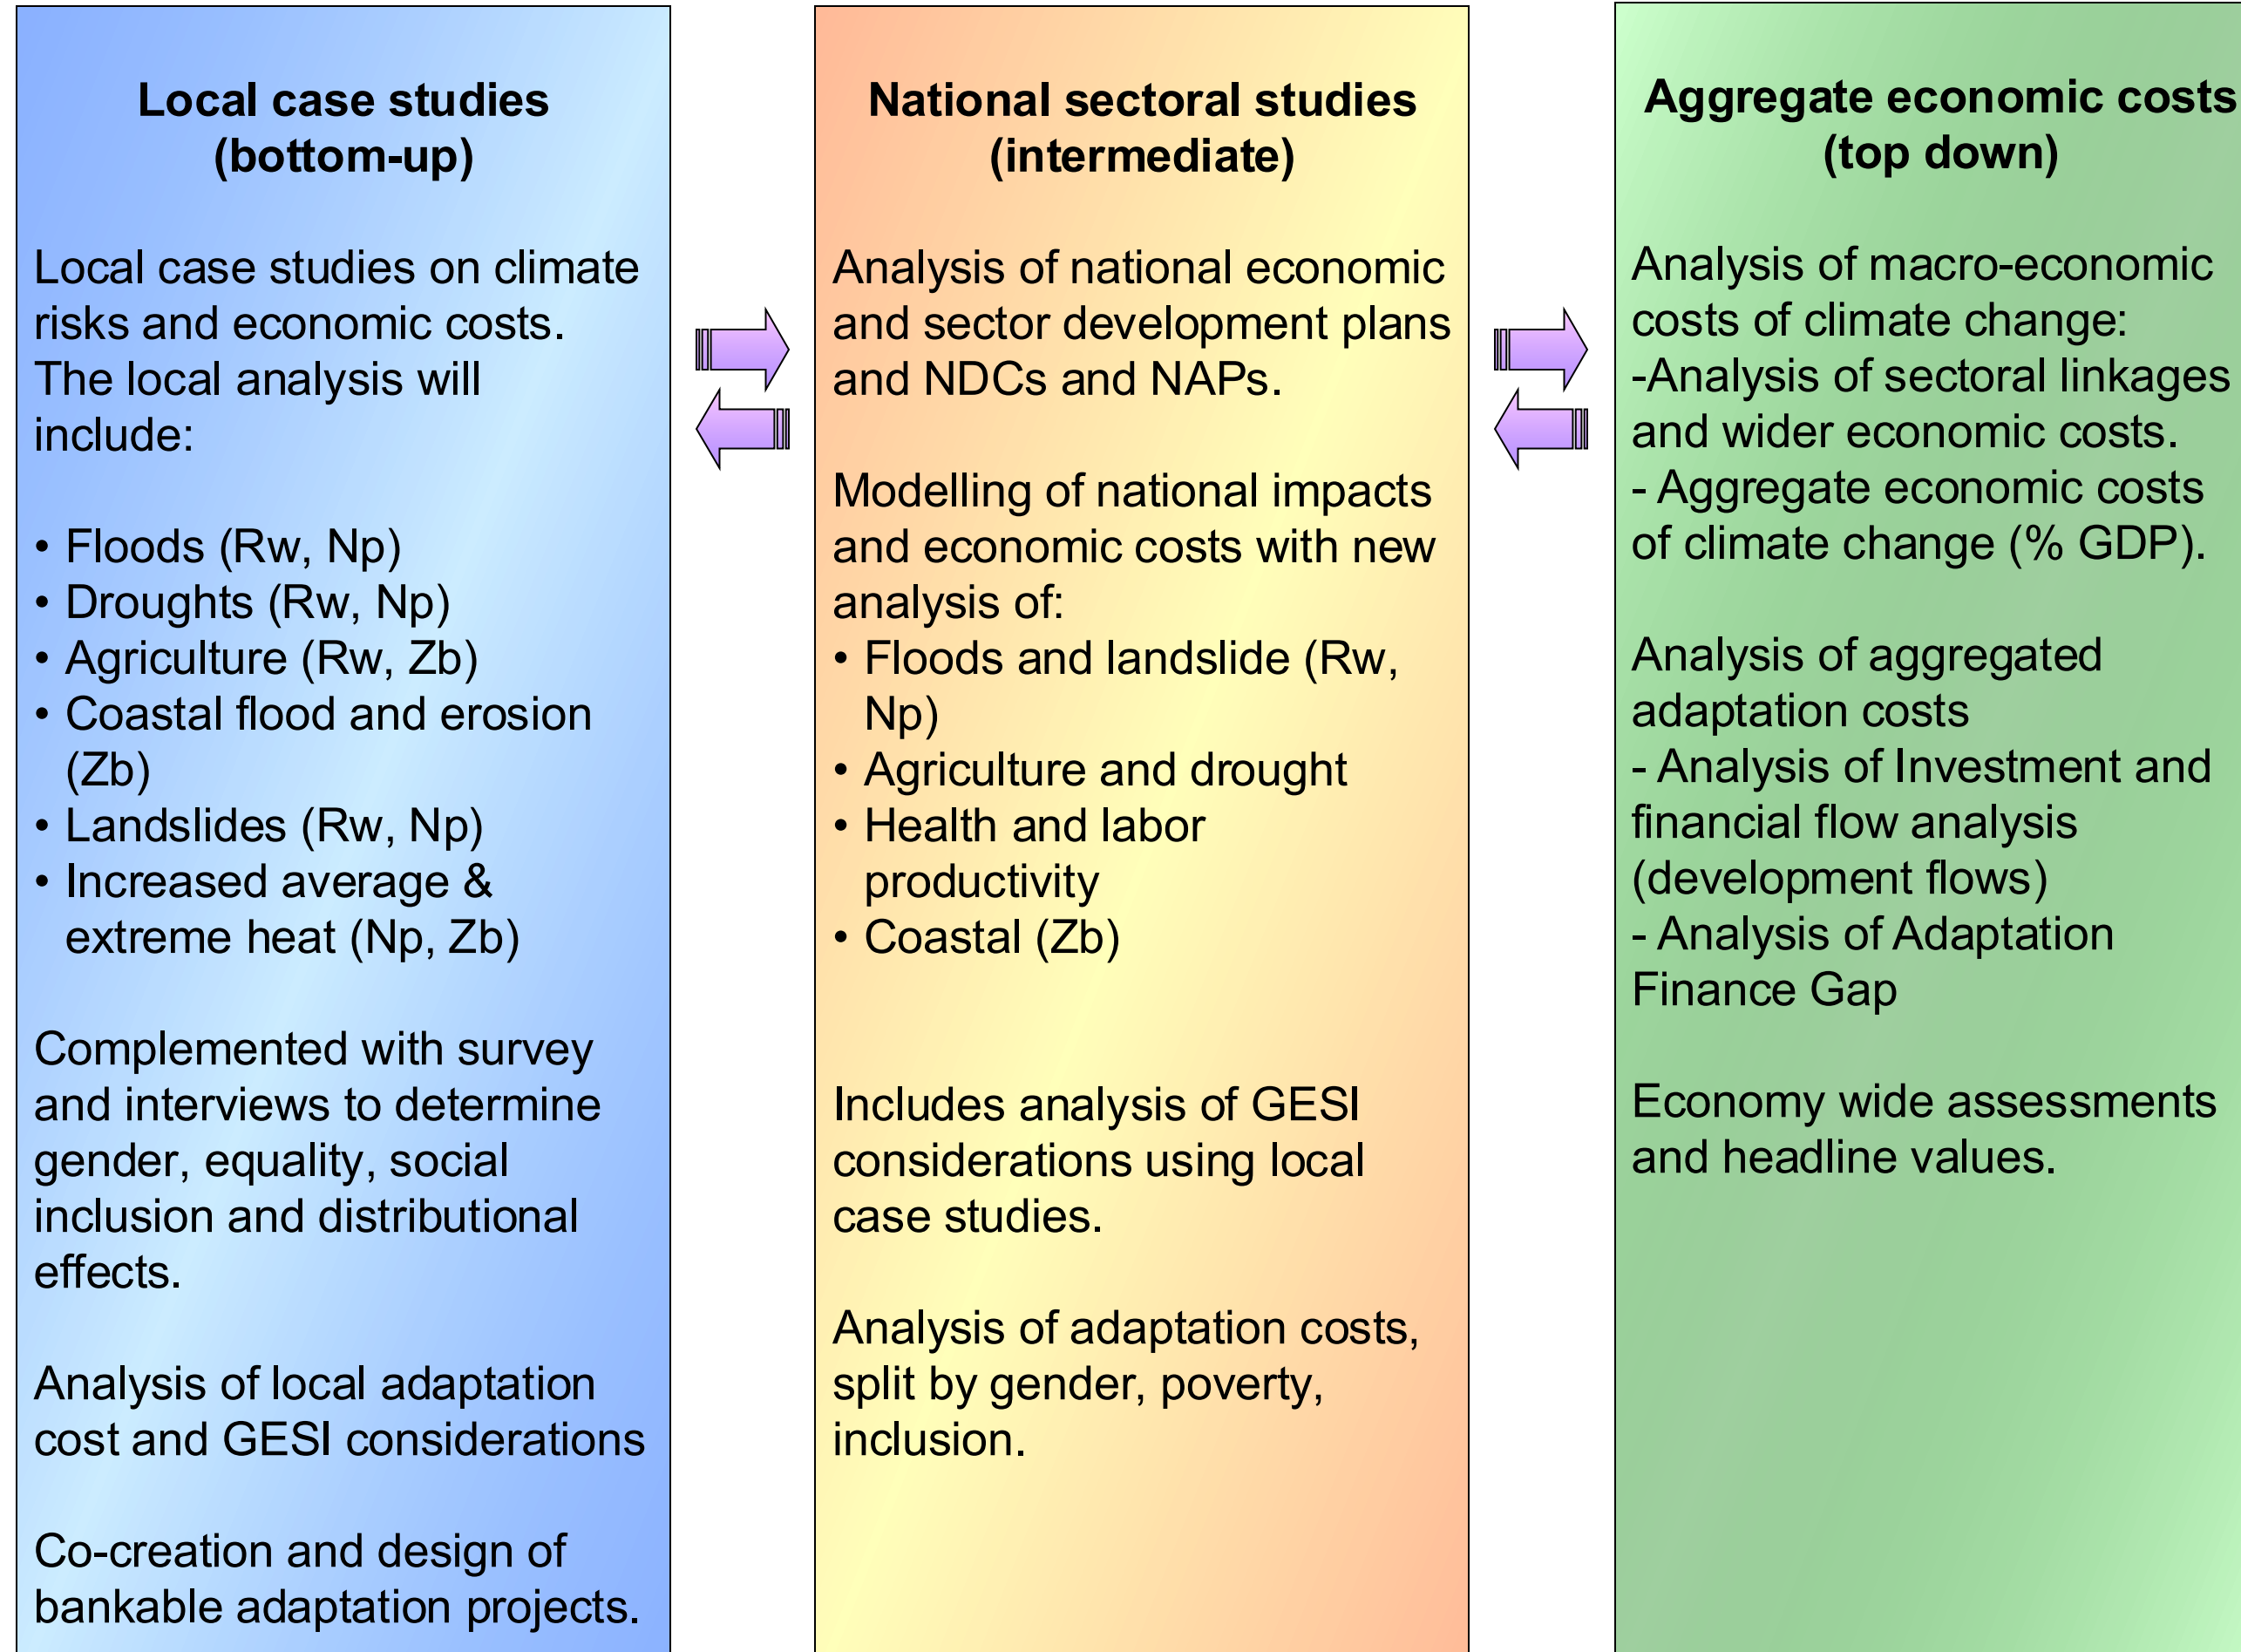 Local case studies
(bottom-up)
Local case studies on climate
risks and economic costs.
The local analysis will
include:
• Floods (Rw, Np)
• Droughts (Rw, Np)
• Agriculture (Rw, Zb)
• Coastal flood and erosion
(Zb)
• Landslides (Rw, Np)
• Increased average &
extreme heat (Np, Zb)
Complemented with survey
and interviews to determine
gender, equality, social
inclusion and distributional
effects.
Analysis of local adaptation
cost and GESI considerations
Co-creation and design of
bankable adaptation projects.
National sectoral studies
(intermediate)
Analysis of national economic
and sector development plans
and NDCs and NAPs.
Modelling of national impacts
and economic costs with new
analysis of:
• Floods and landslide (Rw,
Np)
• Agriculture and drought
• Health and labor
productivity
• Coastal (Zb)
Includes analysis of GESI
considerations using local
case studies.
Analysis of adaptation costs,
split by gender, poverty,
inclusion.
Aggregate economic costs
(top down)
Analysis of macro-economic
costs of climate change:
-Analysis of sectoral linkages
and wider economic costs.
- Aggregate economic costs
of climate change (% GDP).
Analysis of aggregated
adaptation costs
- Analysis of Investment and
financial flow analysis
(development flows)
- Analysis of Adaptation
Finance Gap
Economy wide assessments
and headline values.